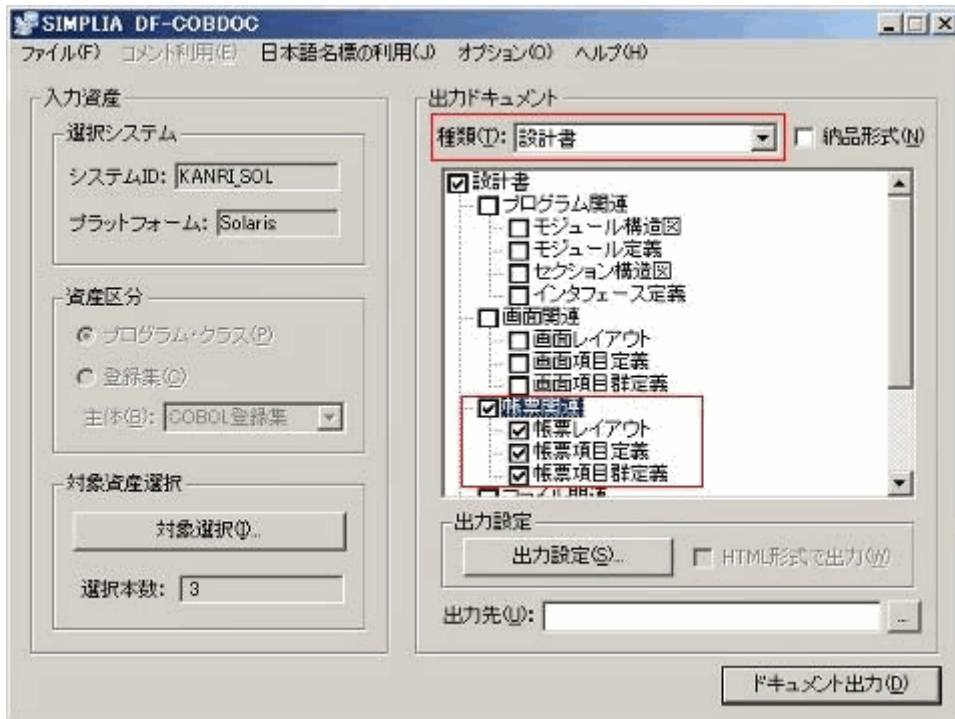 SIMPLIA DF-COBDOC
ファイル(F) コメント利用(E) 日本語名標の利用(J) オプション(O) ヘルプ(H)
入力資産
選択システム
システムID: KANRI_SOL
プラットフォーム: Solaris
資産区分
プログラム・クラス(P)
登録集(C)
主体(B): COBOL登録集
対象資産選択
対象選択(I)...
選択本数: 3
出力ドキュメント
種類(T): 設計書 納品形式(N)
設計書
プログラム関連
モジュール構造図
モジュール定義
セクション構造図
インタフェース定義
画面関連
画面レイアウト
画面項目定義
画面項目群定義
帳票関連
帳票レイアウト
帳票項目定義
帳票項目群定義
ファイル関連
出力設定
出力設定(S)... HTML形式で出力(W)
出力先(U): ...
ドキュメント出力(D)